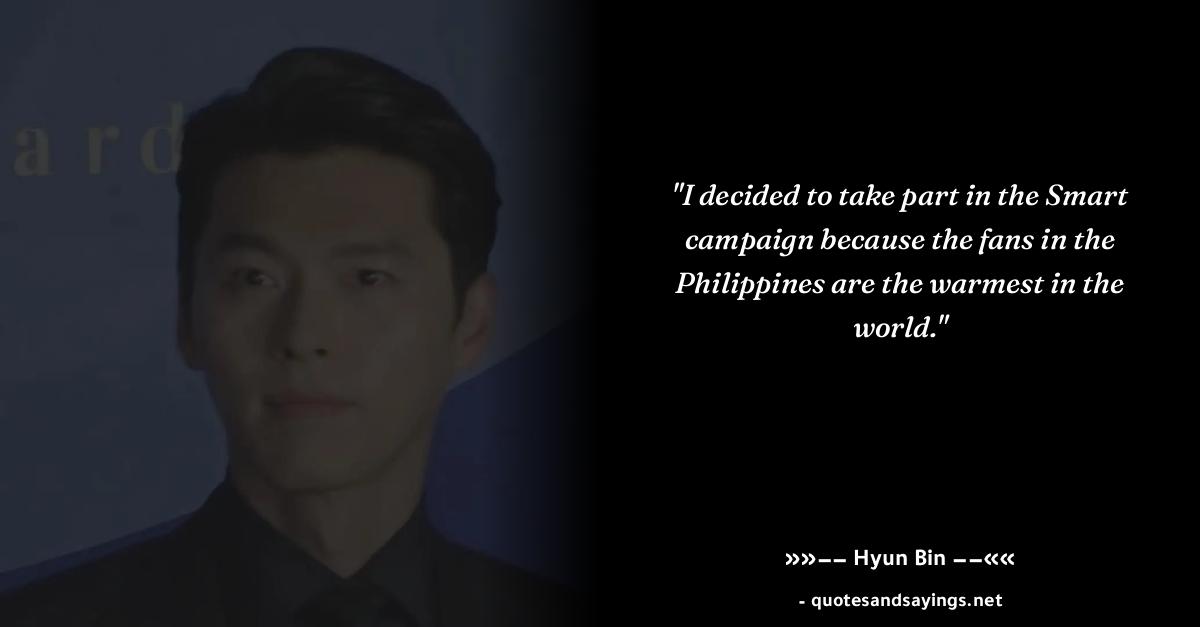 ard
"I decided to take part in the Smart
campaign because the fans in the
Philippines are the warmest in the
world."
»»–– Hyun Bin ––««
- quotesandsayings.net